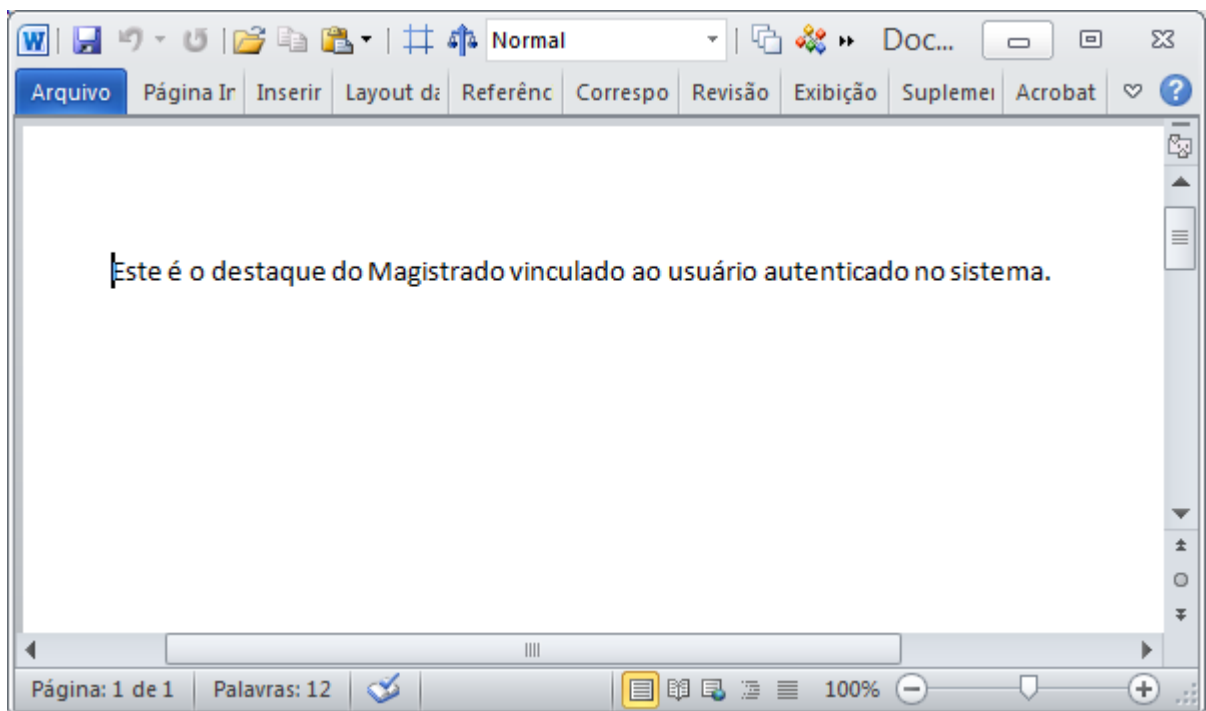 W Normal Doc...
Arquivo Página In Inserir Layout da Referênc Correspo Revisão Exibição Suplemei Acrobat ?
Este é o destaque do Magistrado vinculado ao usuário autenticado no sistema.
Página: 1 de 1 Palavras: 12 100%